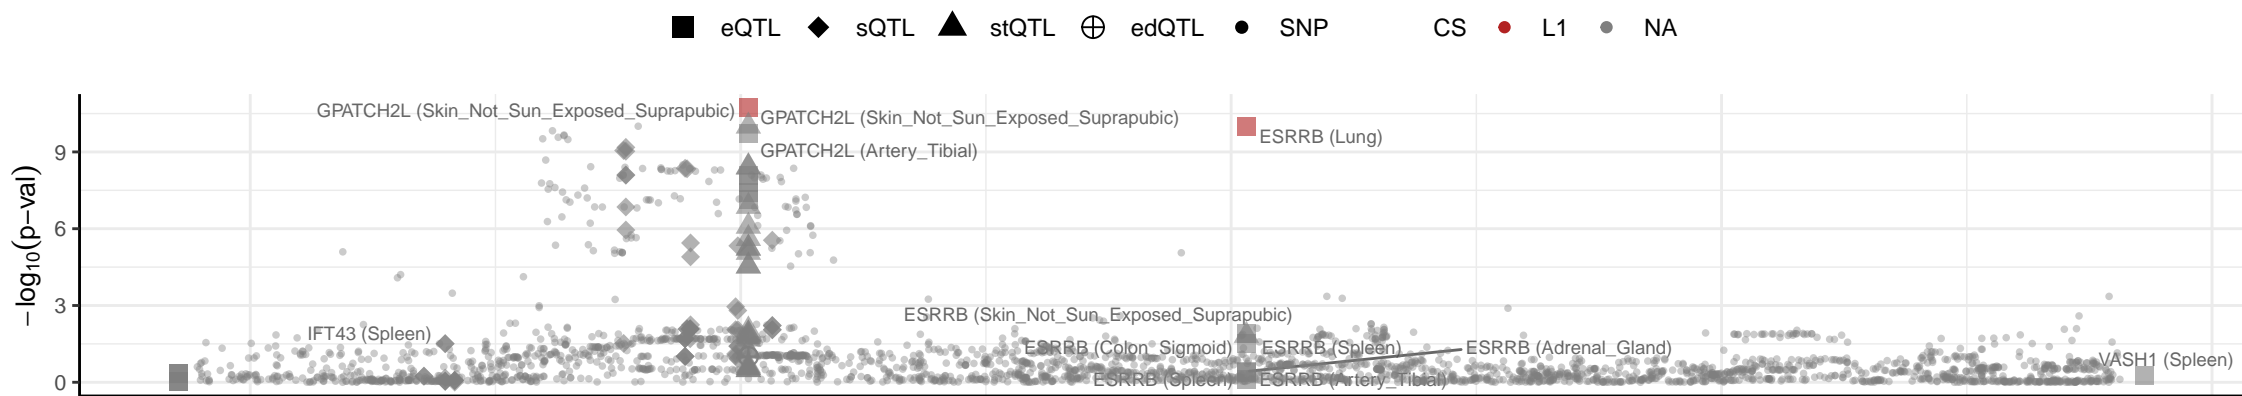 eQTL sQTL stQTL edQTL SNP CS L1 NA
−log10(p−val)
9
6
3
0
GPATCH2L (Skin_Not_Sun_Exposed_Suprapubic)
GPATCH2L (Skin_Not_Sun_Exposed_Suprapubic)
ESRRB (Lung)
GPATCH2L (Artery_Tibial)
ESRRB (Skin_Not_Sun_Exposed_Suprapubic)
IFT43 (Spleen)
ESRRB (Colon_Sigmoid)
ESRRB (Spleen)
ESRRB (Adrenal_Gland)
VASH1 (Spleen)
ESRRB (Spleen)
ESRRB (Artery_Tibial)